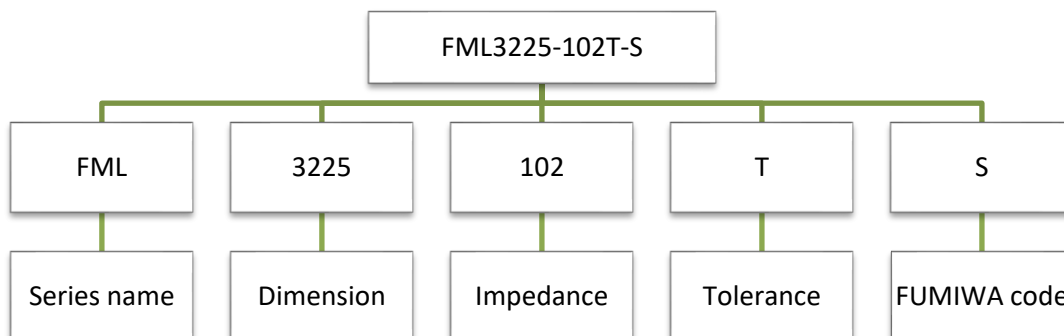 FML3225-102T-S
FML
3225
102
T
S
Series name
Dimension
Impedance
Tolerance
FUMIWA code